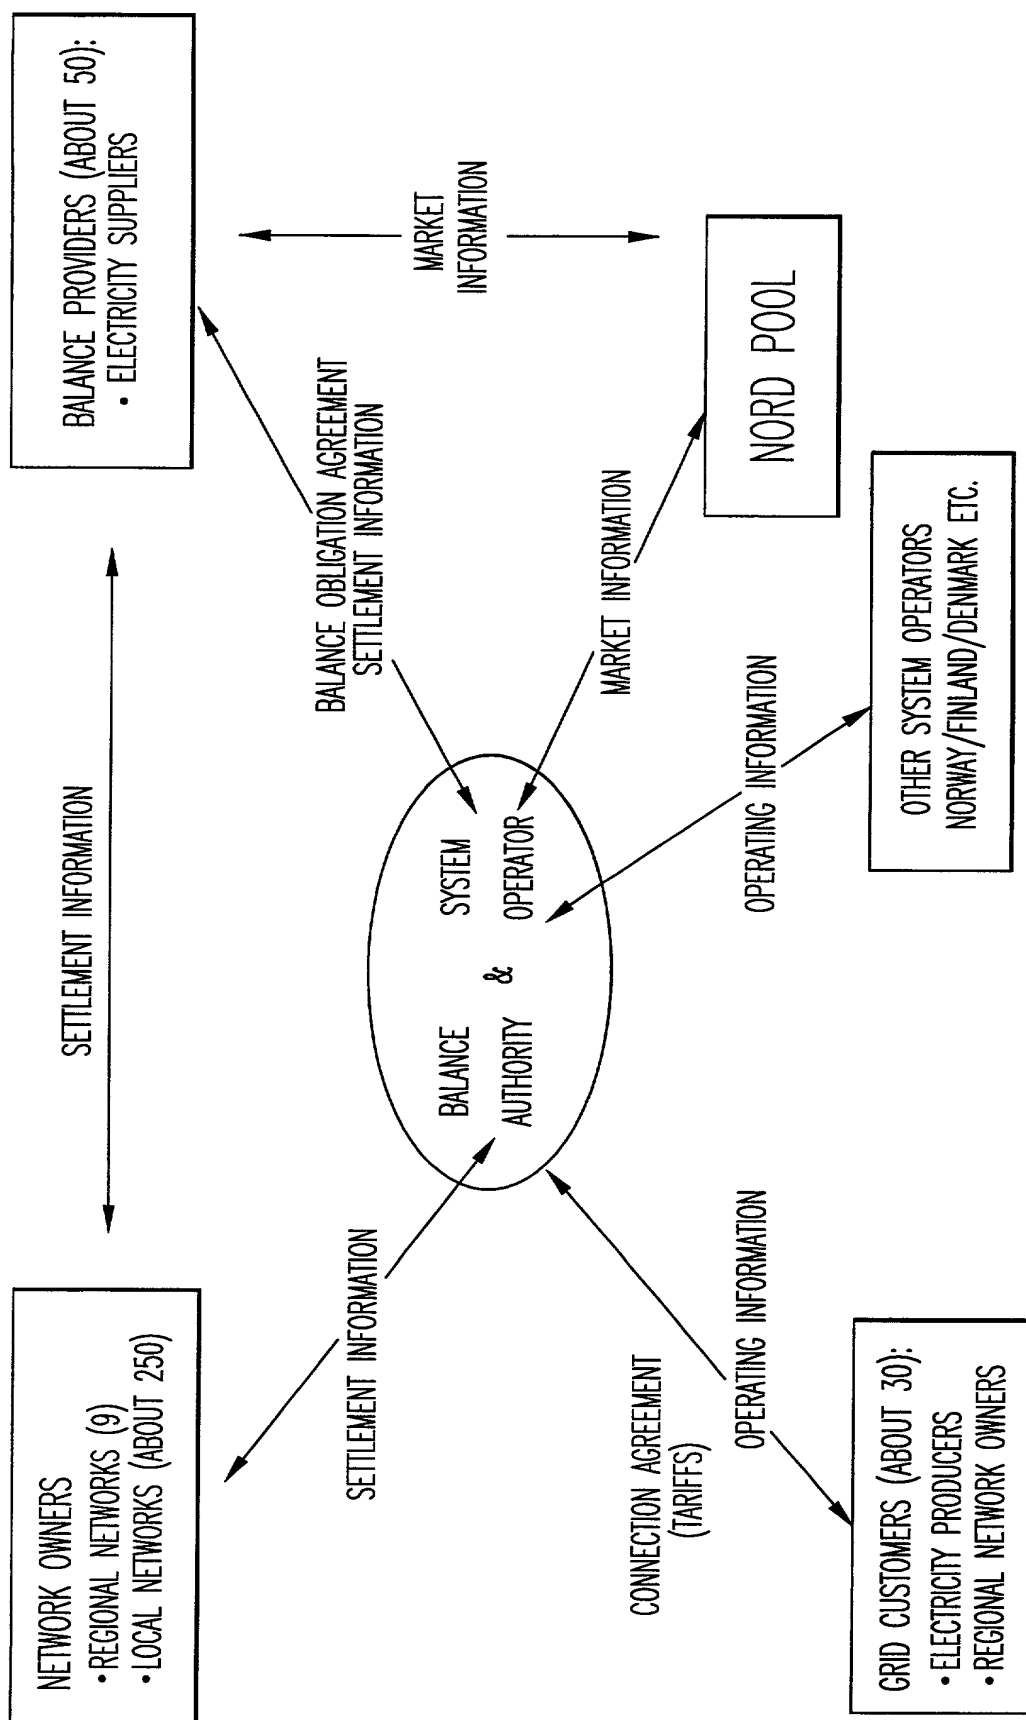 NETWORK OWNERS
• REGIONAL NETWORKS (9)
• LOCAL NETWORKS (ABOUT 250)
SETTLEMENT INFORMATION
BALANCE PROVIDERS (ABOUT 50):
• ELECTRICITY SUPPLIERS
SETTLEMENT INFORMATION
BALANCE OBLIGATION AGREEMENT
SETTLEMENT INFORMATION
MARKET
INFORMATION
BALANCE SYSTEM
&
AUTHORITY OPERATOR
CONNECTION AGREEMENT
(TARIFFS)
OPERATING INFORMATION
MARKET INFORMATION
OPERATING INFORMATION
NORD POOL
GRID CUSTOMERS (ABOUT 30):
• ELECTRICITY PRODUCERS
• REGIONAL NETWORK OWNERS
OTHER SYSTEM OPERATORS
NORWAY/FINLAND/DENMARK ETC.